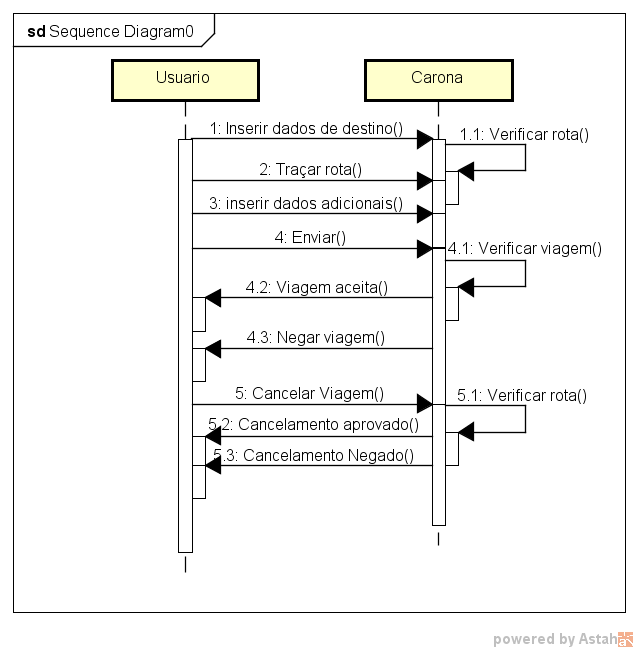 sd Sequence Diagram0
Usuario
Carona
1: Inserir dados de destino()
1.1: Verificar rota()
2: Traçar rota()
3: inserir dados adicionais()
4: Enviar()
4.1: Verificar viagem()
4.2: Viagem aceita()
4.3: Negar viagem()
5: Cancelar Viagem()
5.1: Verificar rota()
5.2: Cancelamento aprovado()
5.3: Cancelamento Negado()
powered by Astah